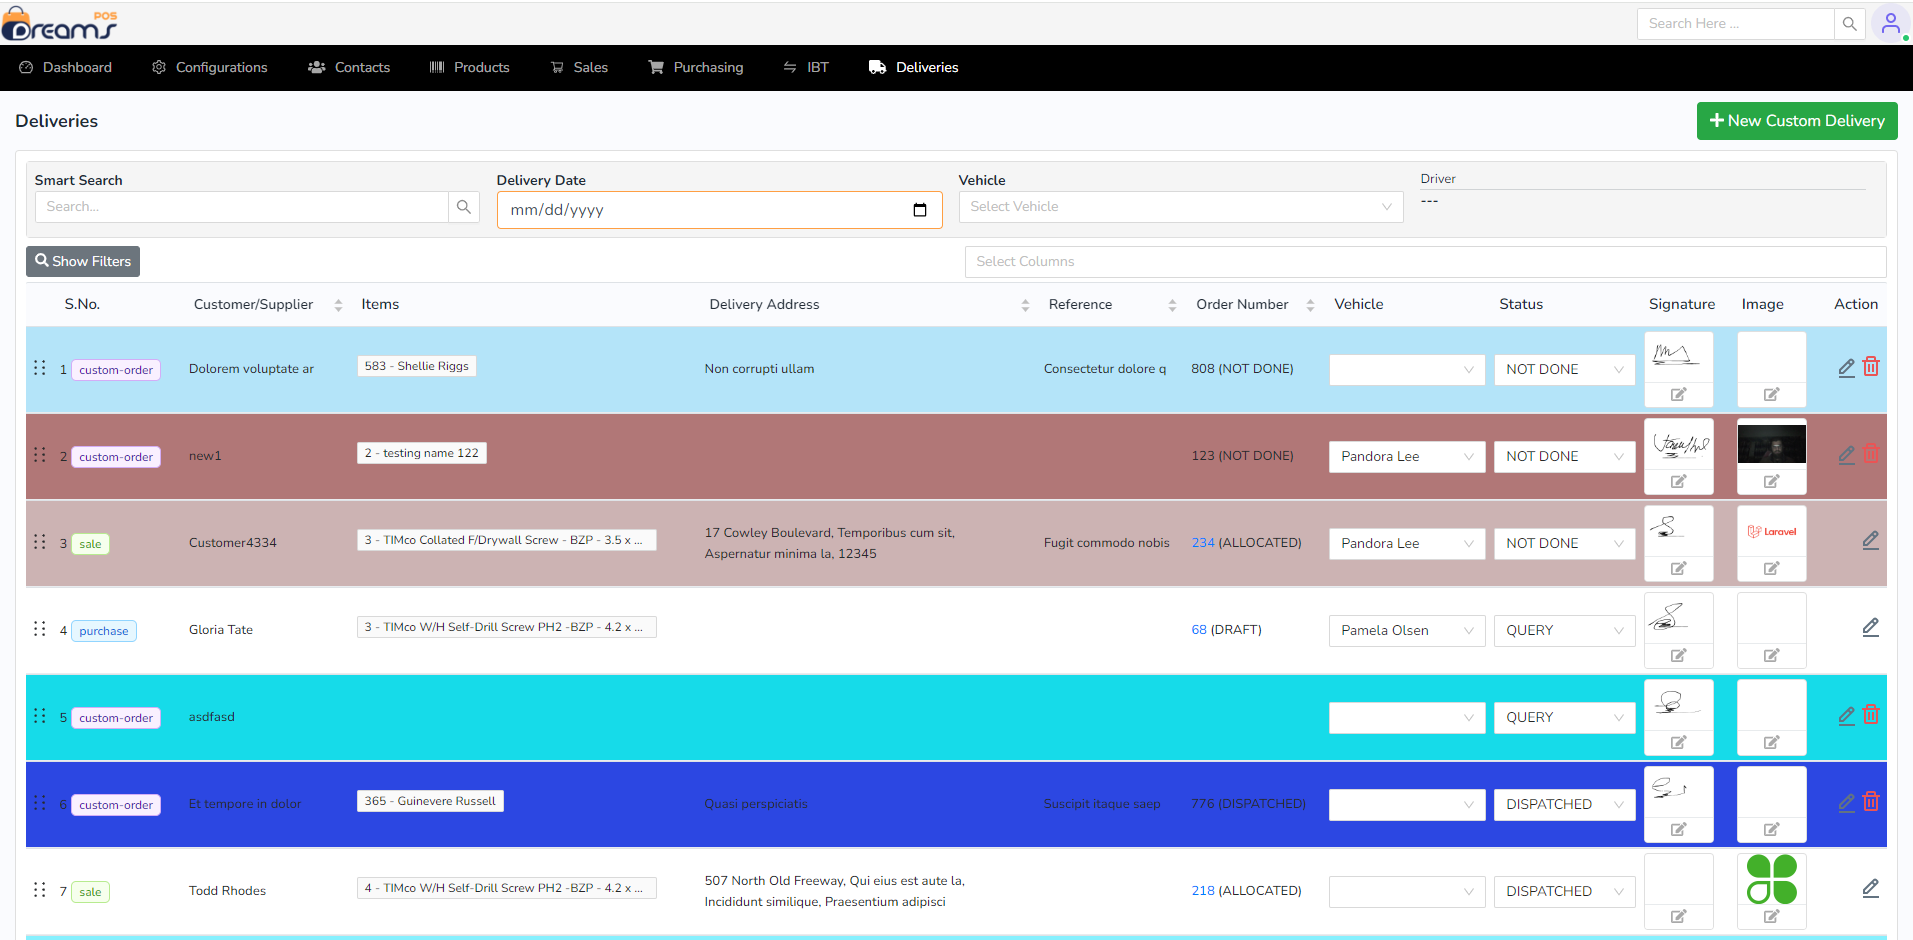 POS
Dreams
Search Here ...
Dashboard Configurations Contacts Products Sales Purchasing IBT Deliveries
Deliveries
New Custom Delivery
Smart Search Delivery Date Vehicle Driver
Search... mm/dd/yyyy Select Vehicle ---
Show Filters Select Columns
S.No. Customer/Supplier Items Delivery Address Reference Order Number Vehicle Status Signature Image Action
1 custom-order Dolorem voluptate ar 583 - Shellie Riggs Non corrupti ullam Consectetur dolore q 808 (NOT DONE) NOT DONE
2 custom-order new1 2 - testing name 122 123 (NOT DONE) Pandora Lee NOT DONE
3 sale Customer4334 3 - TIMco Collated F/Drywall Screw - BZP - 3.5 x ... 17 Cowley Boulevard, Temporibus cum sit, Fugit commodo nobis 234 (ALLOCATED) Pandora Lee NOT DONE Laravel
Aspernatur minima la, 12345
4 purchase Gloria Tate 3 - TIMco W/H Self-Drill Screw PH2 -BZP - 4.2 x ... 68 (DRAFT) Pamela Olsen QUERY
5 custom-order asdfasd QUERY
6 custom-order Et tempore in dolor 365 - Guinevere Russell Quasi perspiciatis Suscipit itaque saep 776 (DISPATCHED) DISPATCHED
7 sale Todd Rhodes 4 - TIMco W/H Self-Drill Screw PH2 -BZP - 4.2 x ... 507 North Old Freeway, Qui eius est aute la, 218 (ALLOCATED) DISPATCHED
Incididunt similique, Praesentium adipisci